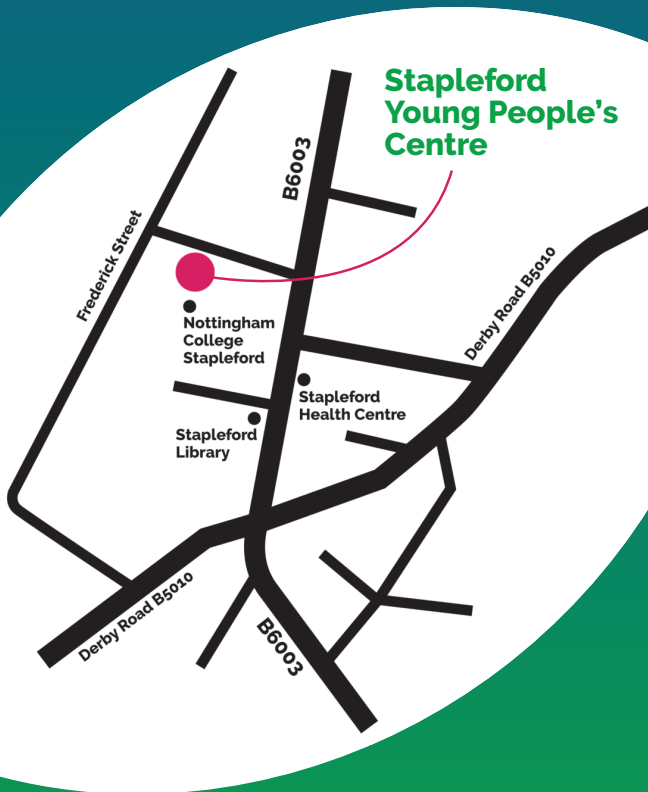 Stapleford
Young People's
Centre
B6003
Frederick Street
Derby Road B5010
Nottingham
College
Stapleford
Stapleford
Health Centre
Stapleford
Library
Derby Road B5010
B6003